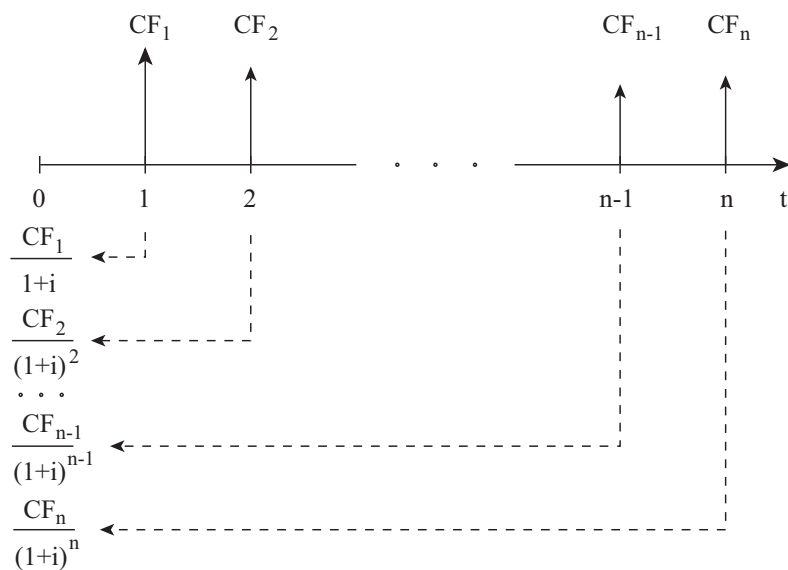 CF₁ CF₂ CFₙ₋₁ CFₙ
0 1 2 n-1 n t
CF₁
1+i
CF₂
(1+i)²
CFₙ₋₁
(1+i)ⁿ⁻¹
CFₙ
(1+i)ⁿ